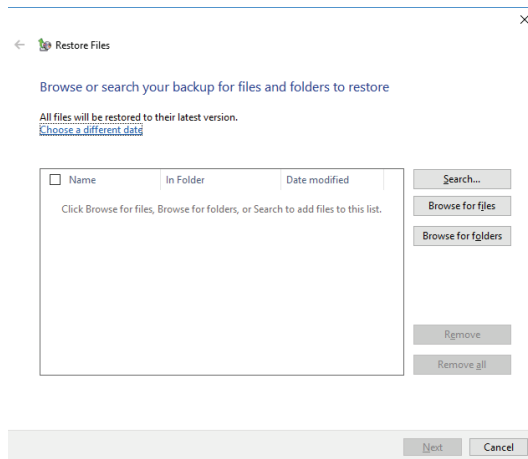 Restore Files
Browse or search your backup for files and folders to restore
All files will be restored to their latest version.
Choose a different date
Name In Folder Date modified
Click Browse for files, Browse for folders, or Search to add files to this list.
Search...
Browse for files
Browse for folders
Remove
Remove all
Next Cancel